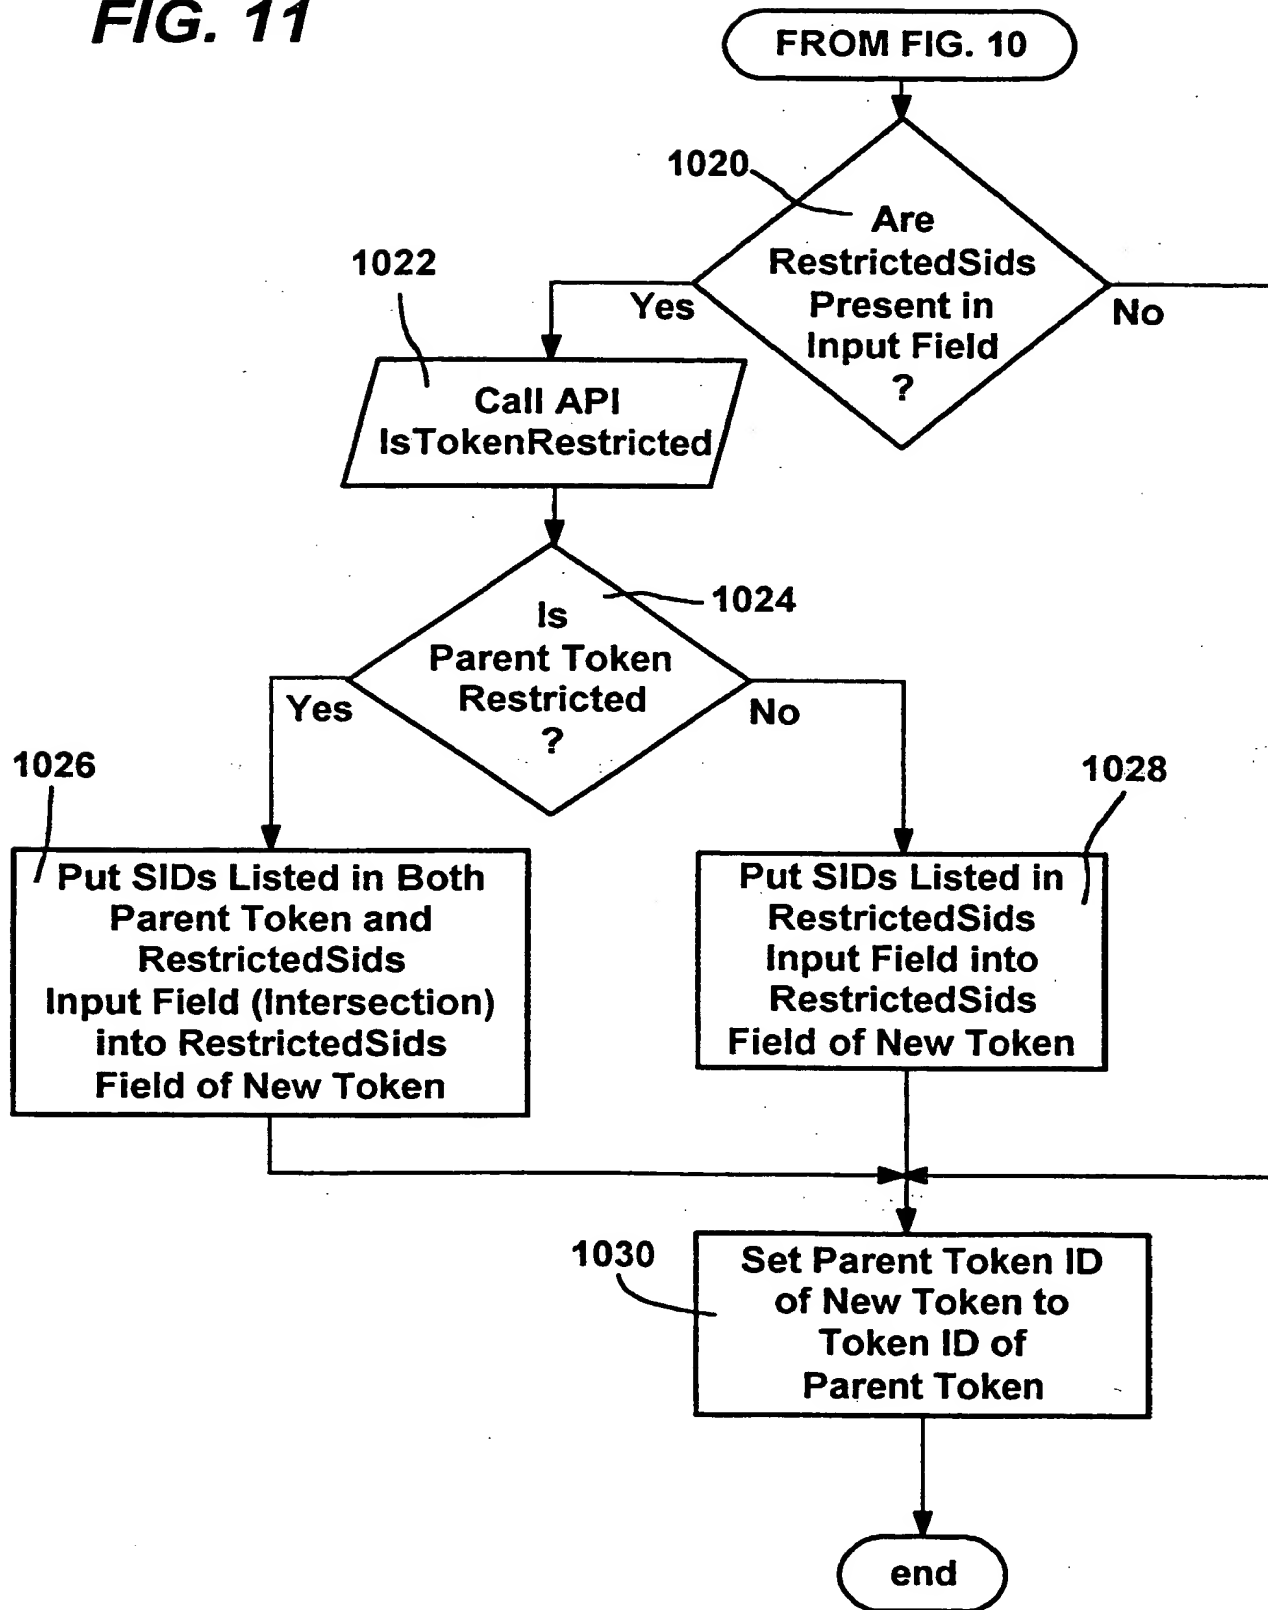 FIG. 11
FROM FIG. 10
1020
Are
RestrictedSids
Present in
Input Field
?
Yes
No
1022
Call API
IsTokenRestricted
1024
Is
Parent Token
Restricted
?
Yes
No
1026
Put SIDs Listed in Both
Parent Token and
RestrictedSids
Input Field (Intersection)
into RestrictedSids
Field of New Token
1028
Put SIDs Listed in
RestrictedSids
Input Field into
RestrictedSids
Field of New Token
1030
Set Parent Token ID
of New Token to
Token ID of
Parent Token
end